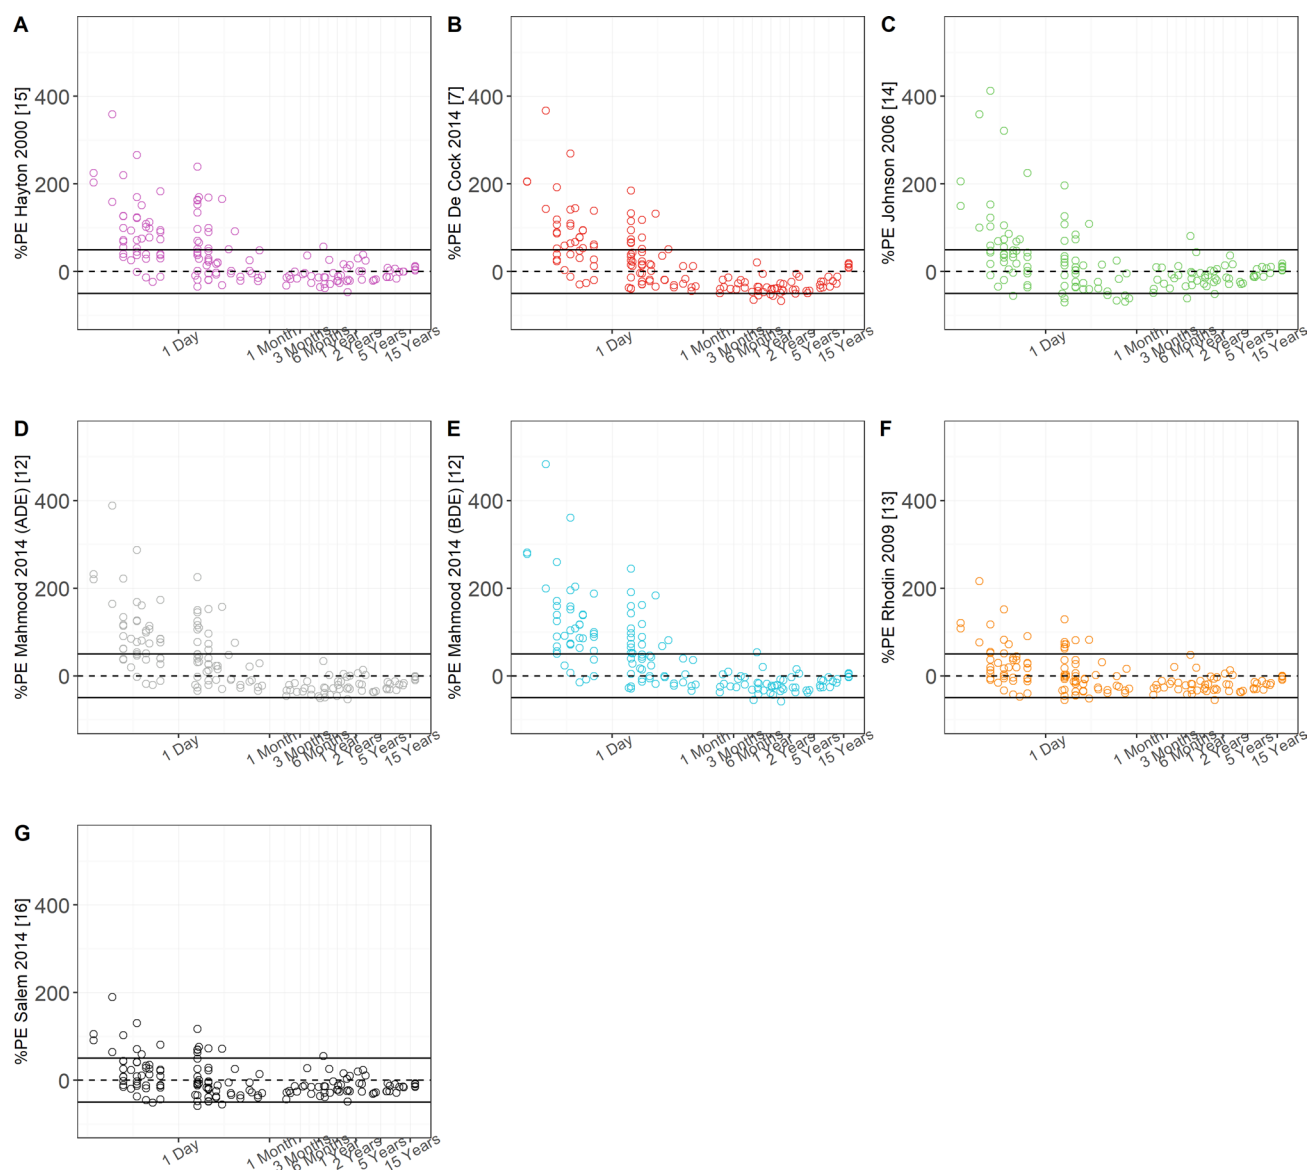 A
%PE Hayton 2000 [15]
400
200
0
1 Day
1 Month
3 Months
6 Months
1 Year
2 Years
5 Years
15 Years
B
%PE De Cock 2014 [7]
400
200
0
1 Day
1 Month
3 Months
6 Months
1 Year
2 Years
5 Years
15 Years
C
%PE Johnson 2006 [14]
400
200
0
1 Day
1 Month
3 Months
6 Months
1 Year
2 Years
5 Years
15 Years
D
%PE Mahmood 2014 (ADE) [12]
400
200
0
1 Day
1 Month
3 Months
6 Months
1 Year
2 Years
5 Years
15 Years
E
%PE Mahmood 2014 (BDE) [12]
400
200
0
1 Day
1 Month
3 Months
6 Months
1 Year
2 Years
5 Years
15 Years
F
%PE Rhodin 2009 [13]
400
200
0
1 Day
1 Month
3 Months
6 Months
1 Year
2 Years
5 Years
15 Years
G
%PE Salem 2014 [16]
400
200
0
1 Day
1 Month
3 Months
6 Months
1 Year
2 Years
5 Years
15 Years